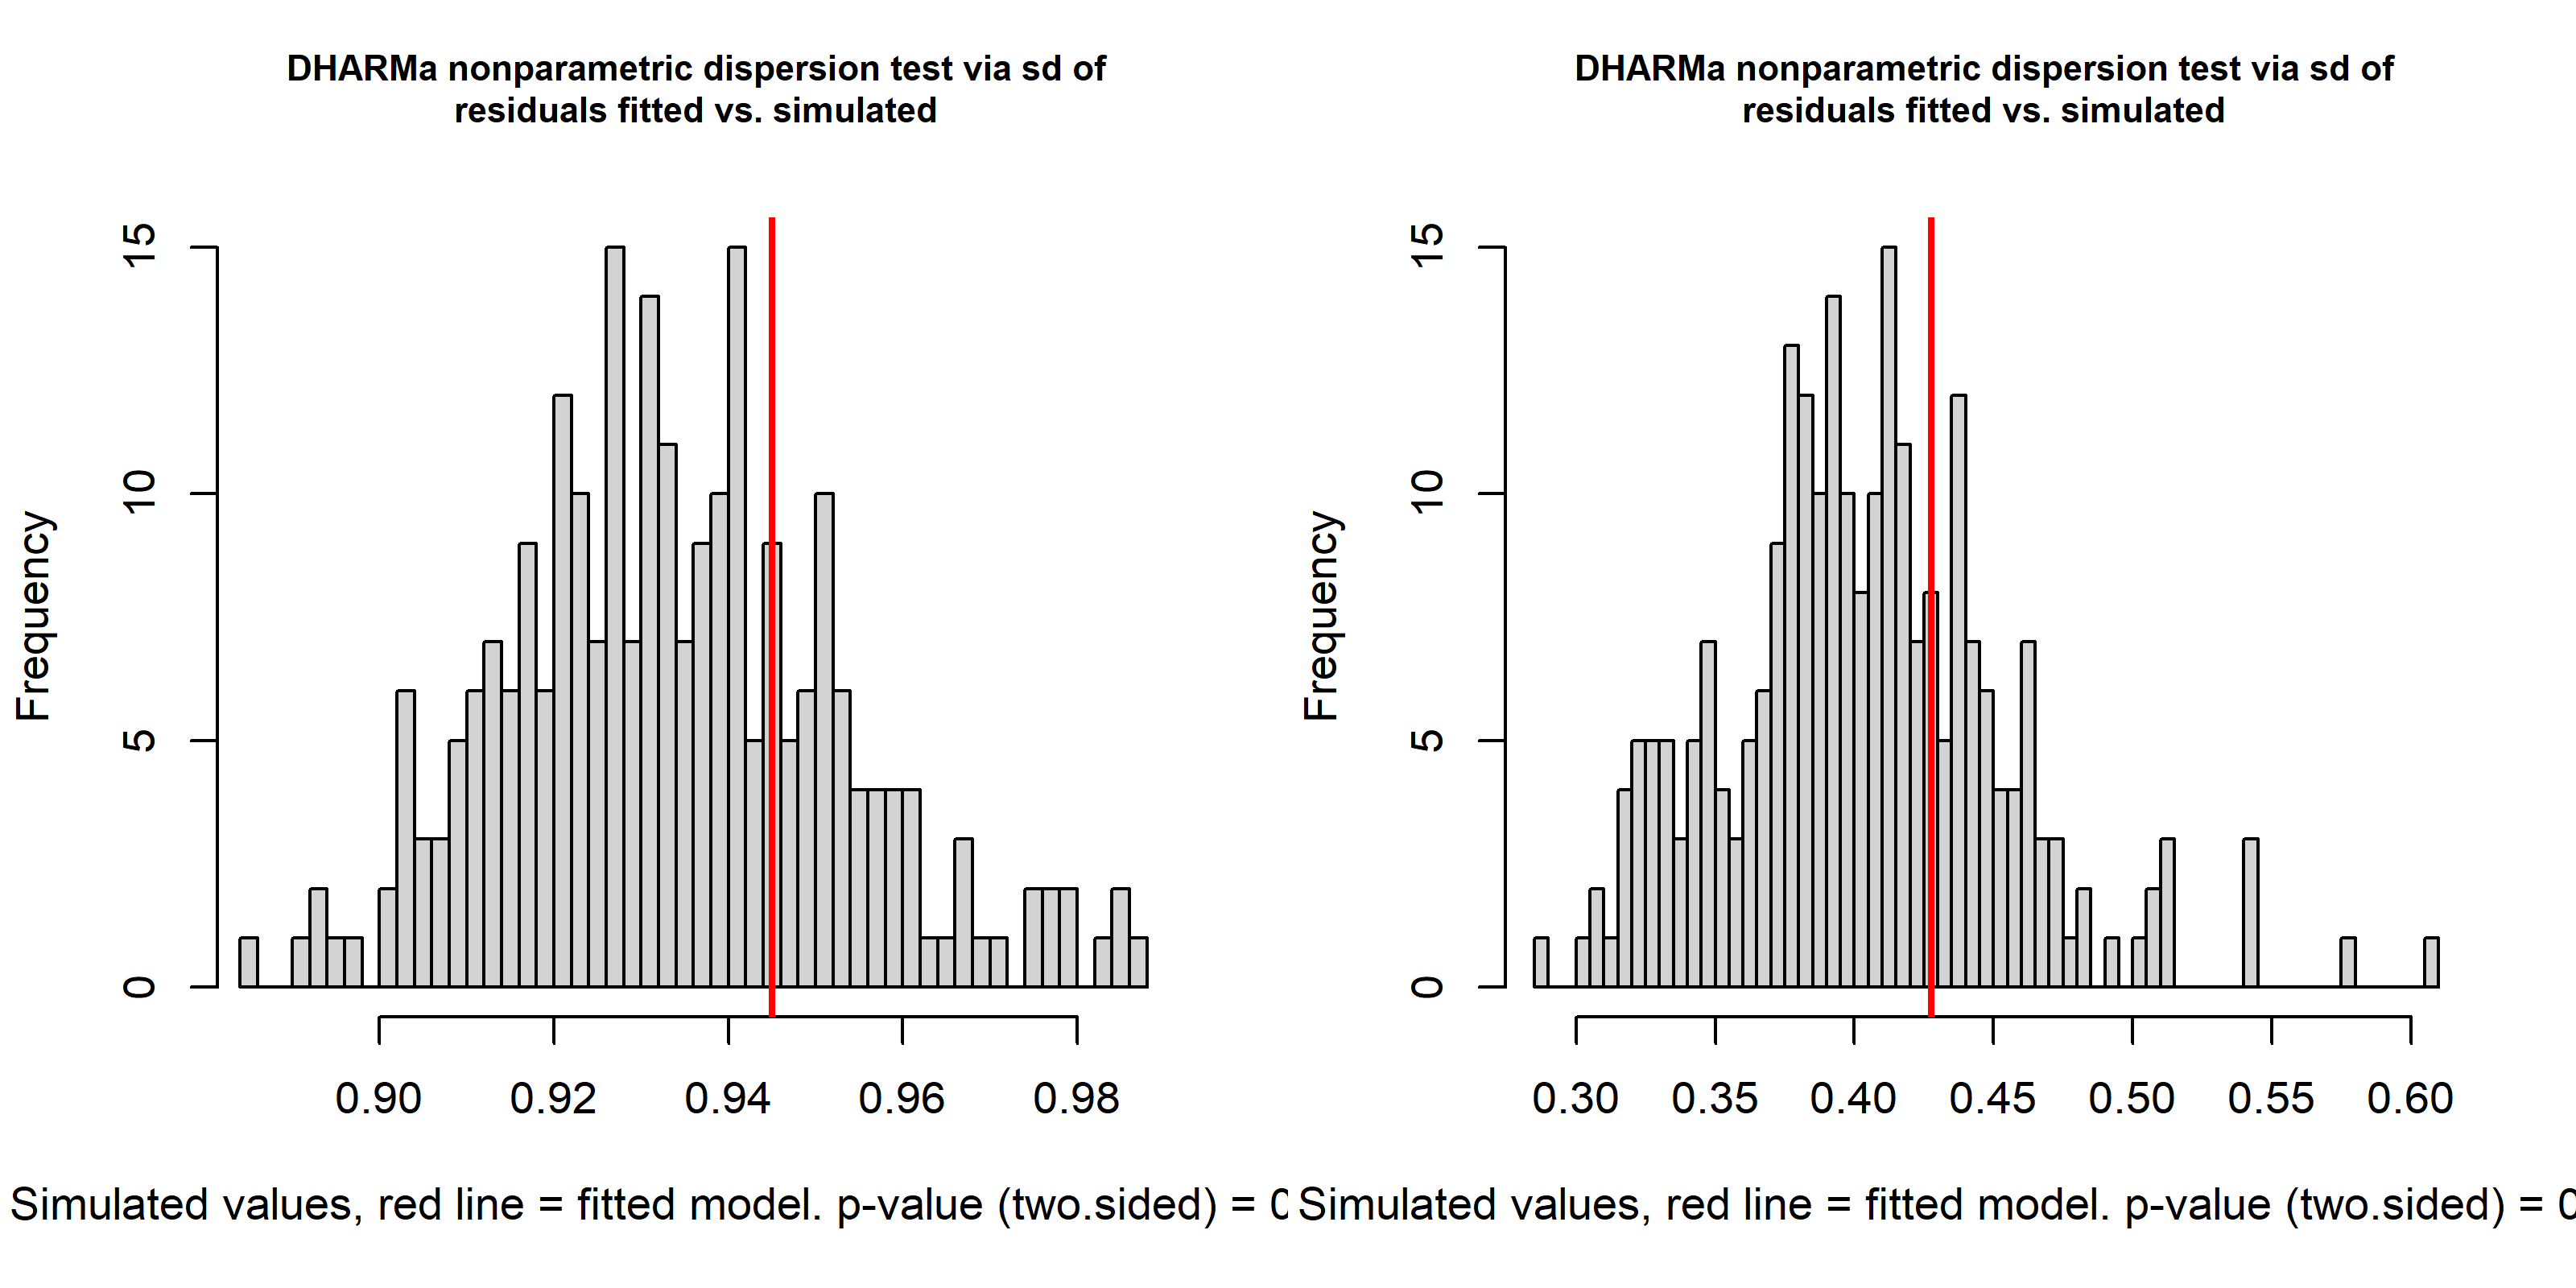 DHARMa nonparametric dispersion test via sd of
residuals fitted vs. simulated
15
10
5
0
Frequency
0.90 0.92 0.94 0.96 0.98
Simulated values, red line = fitted model. p-value (two.sided) = 0
DHARMa nonparametric dispersion test via sd of
residuals fitted vs. simulated
15
10
5
0
Frequency
0.30 0.35 0.40 0.45 0.50 0.55 0.60
Simulated values, red line = fitted model. p-value (two.sided) = 0